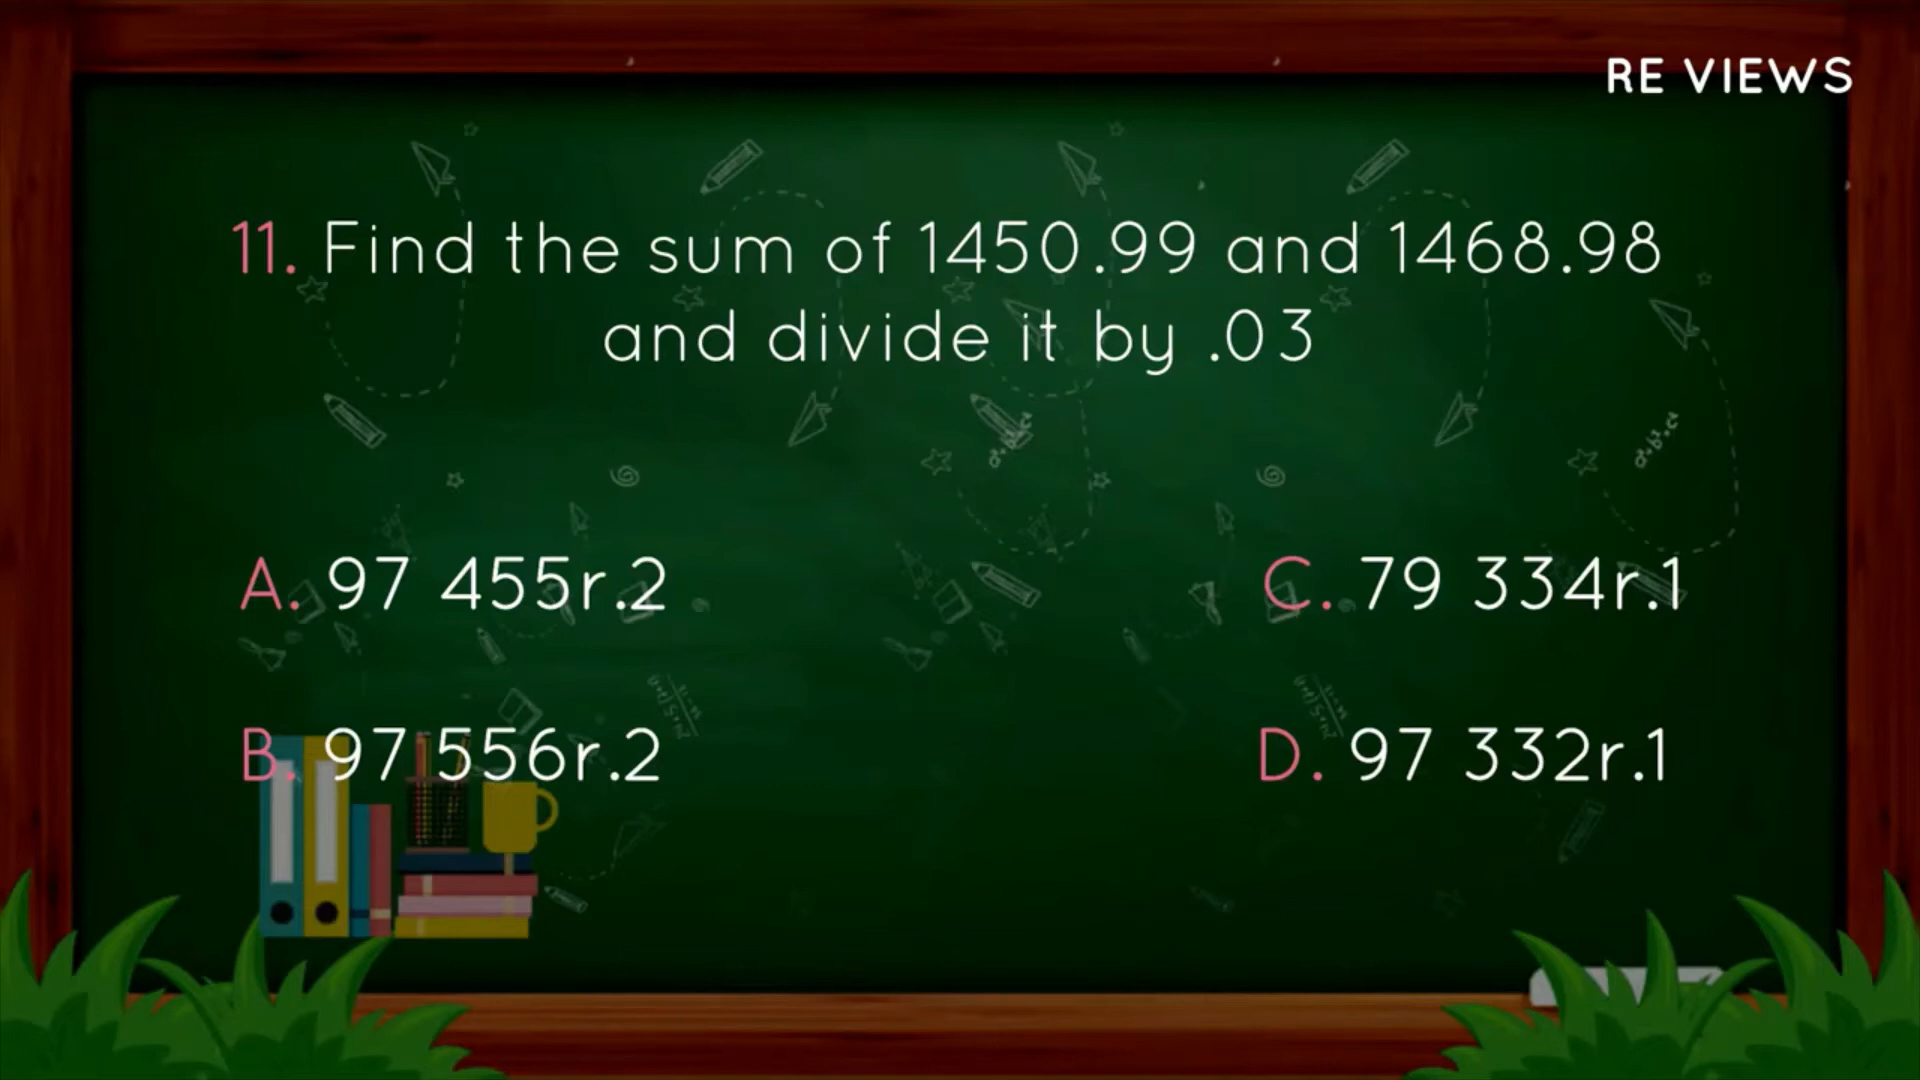 RE VIEWS
11. Find the sum of 1450.99 and 1468.98
and divide it by .03
A. 97 455r.2
C. 79 334r.1
B. 97 556r.2
D. 97 332r.1